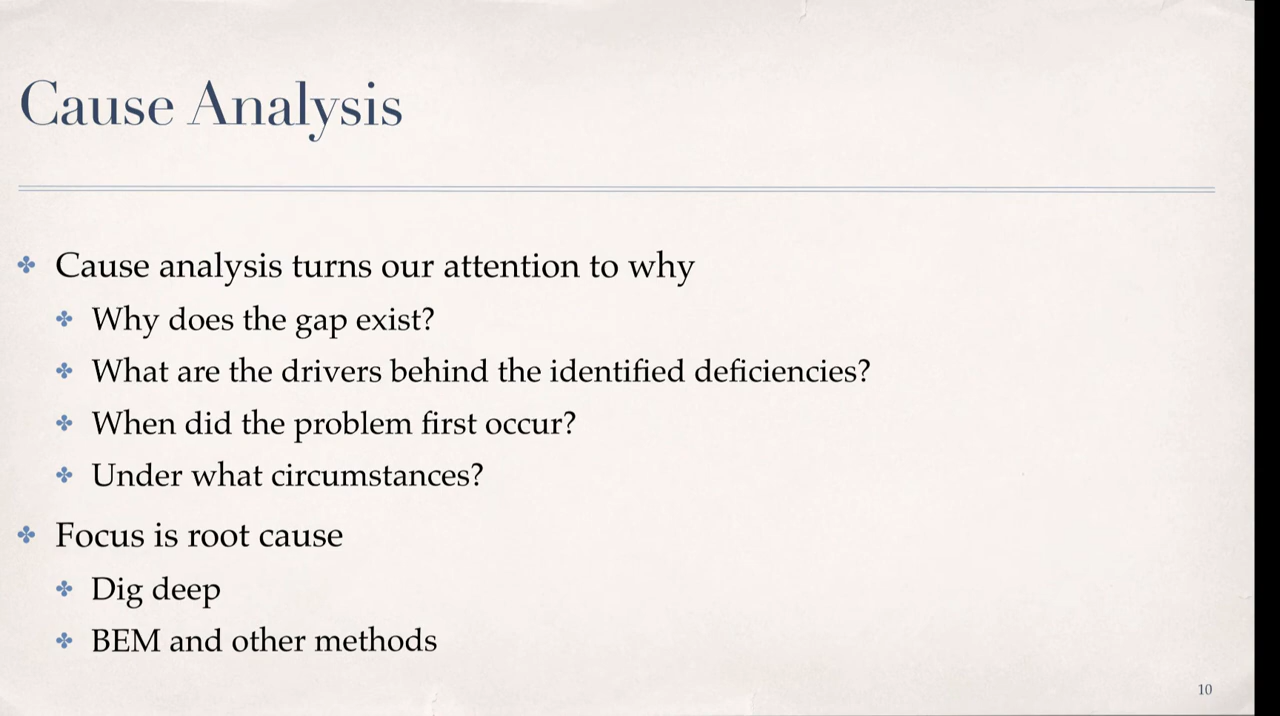 Cause Analysis
Cause analysis turns our attention to why
Why does the gap exist?
What are the drivers behind the identified deficiencies?
When did the problem first occur?
Under what circumstances?
Focus is root cause
Dig deep
BEM and other methods
10